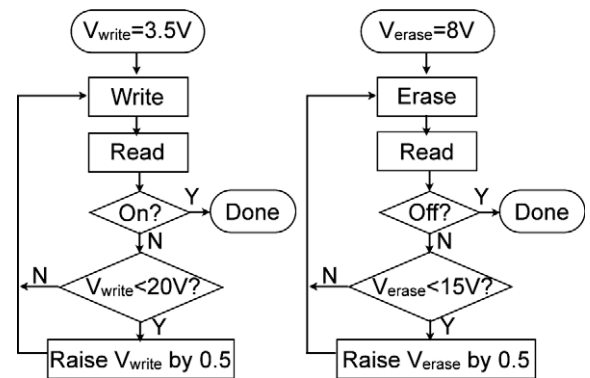 Vwrite=3.5V
Write
Read
On?
Y
Done
N
N
Vwrite<20V?
Y
Raise Vwrite by 0.5
Verase=8V
Erase
Read
Off?
Y
Done
N
N
Verase<15V?
Y
Raise Verase by 0.5